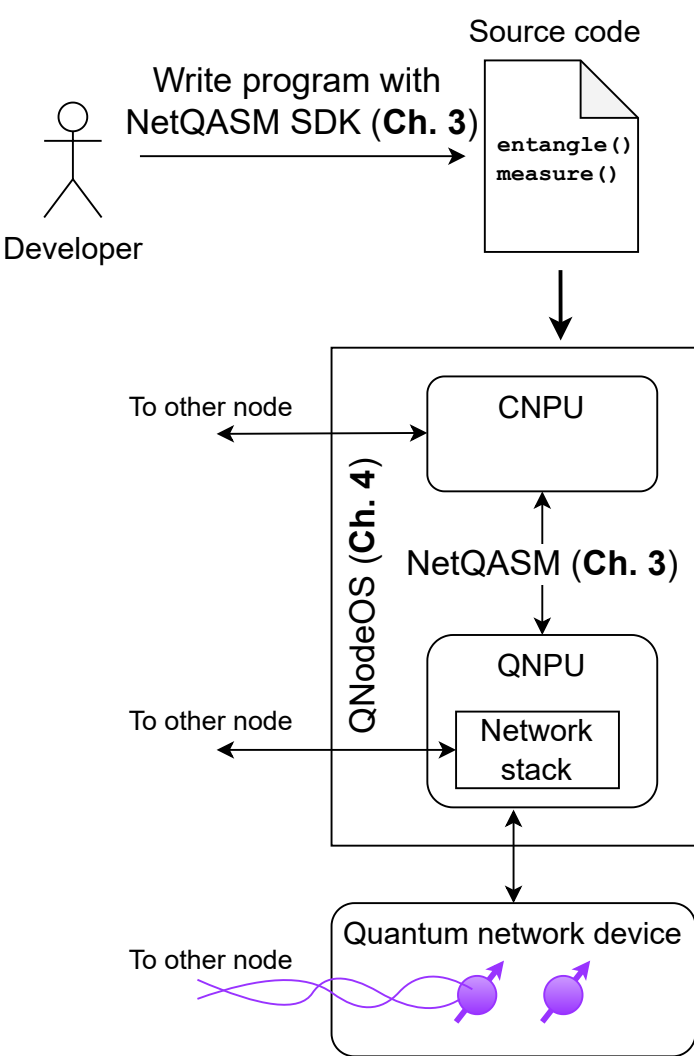 Source code
Write program with
NetQASM SDK (Ch. 3)
entangle()
measure()
Developer
To other node
CNPU
QNodeOS (Ch. 4)
NetQASM (Ch. 3)
QNPU
To other node
Network
stack
Quantum network device
To other node